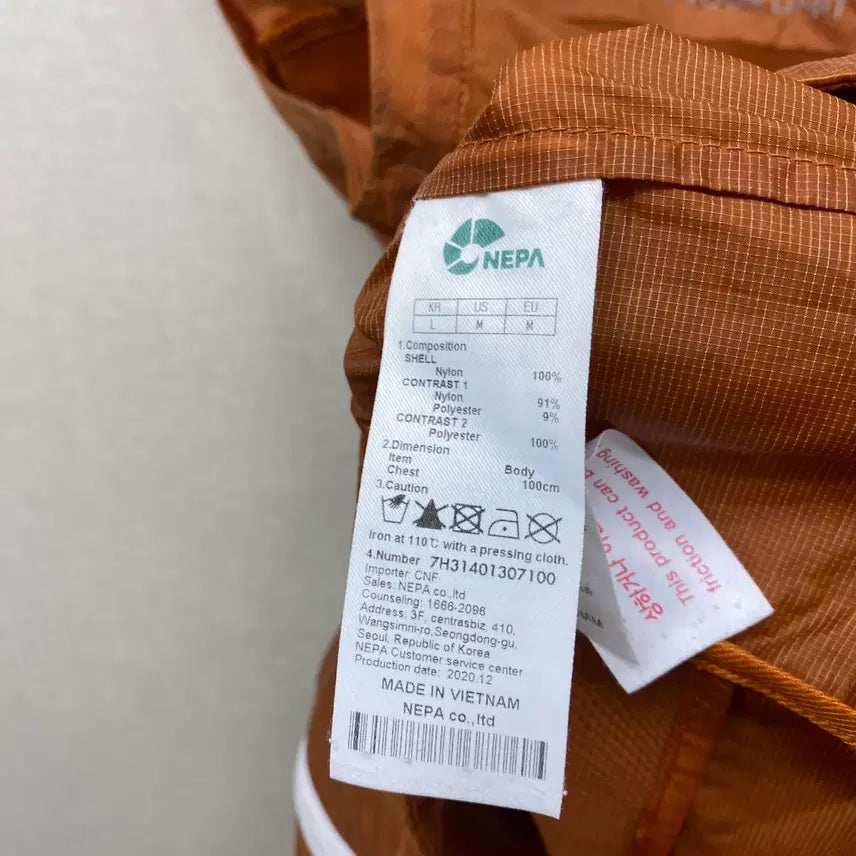 NEPA
KR US EU
L M M
1.Composition
SHELL
Nylon 100%
CONTRAST 1
Nylon 91%
Polyester 9%
CONTRAST 2
Polyester 100%
2.Dimension
Item Body
Chest 100cm
3.Caution
Iron at 110℃ with a pressing cloth.
4.Number 7H31401307100
Importer: CNF
Sales: NEPA co.,ltd
Counseling: 1666-2096
Address: 3F, centrasbiz, 410,
Wangsimni-ro,Seongdong-gu,
Seoul, Republic of Korea
NEPA Customer service center
Production date: 2020.12
MADE IN VIETNAM
NEPA co.,ltd
This product can b
friction and washing
상하거나